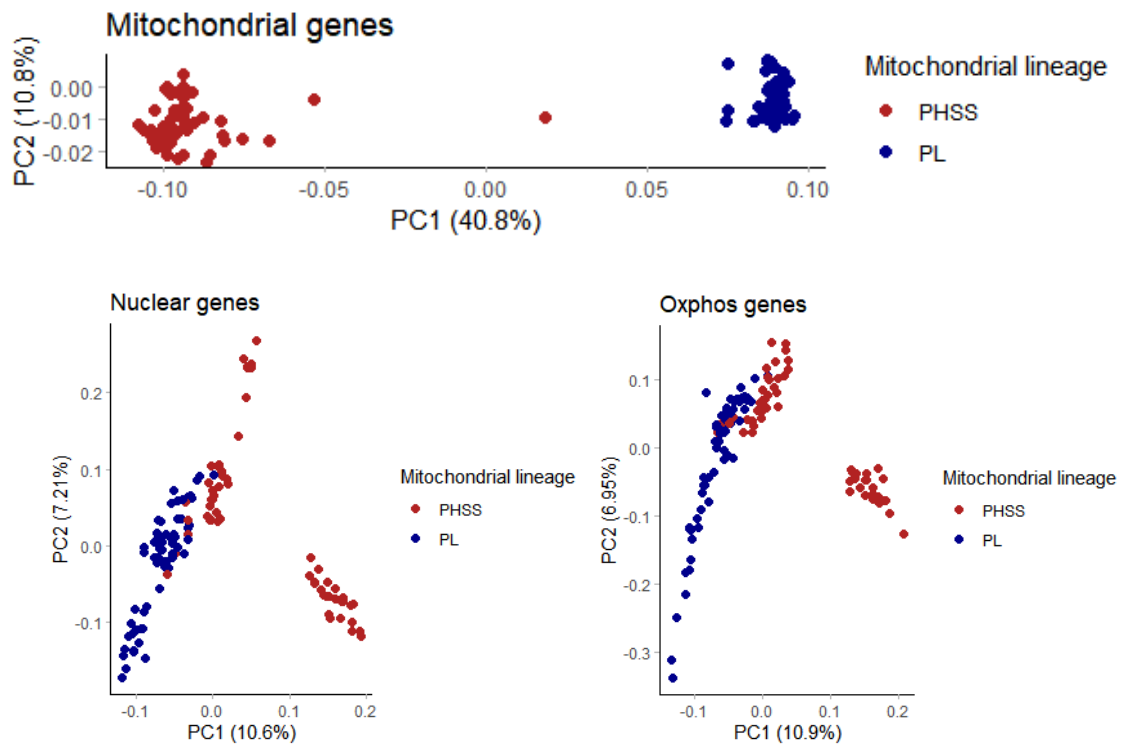 Mitochondrial genes
PC2 (10.8%)
0.00
-0.01
-0.02
-0.10
-0.05
0.00
0.05
0.10
PC1 (40.8%)
Mitochondrial lineage
PHSS
PL
Nuclear genes
PC2 (7.21%)
0.2
0.1
0.0
-0.1
-0.1
0.0
0.1
0.2
PC1 (10.6%)
Mitochondrial lineage
PHSS
PL
Oxphos genes
PC2 (6.95%)
0.1
0.0
-0.1
-0.2
-0.3
-0.1
0.0
0.1
0.2
PC1 (10.9%)
Mitochondrial lineage
PHSS
PL